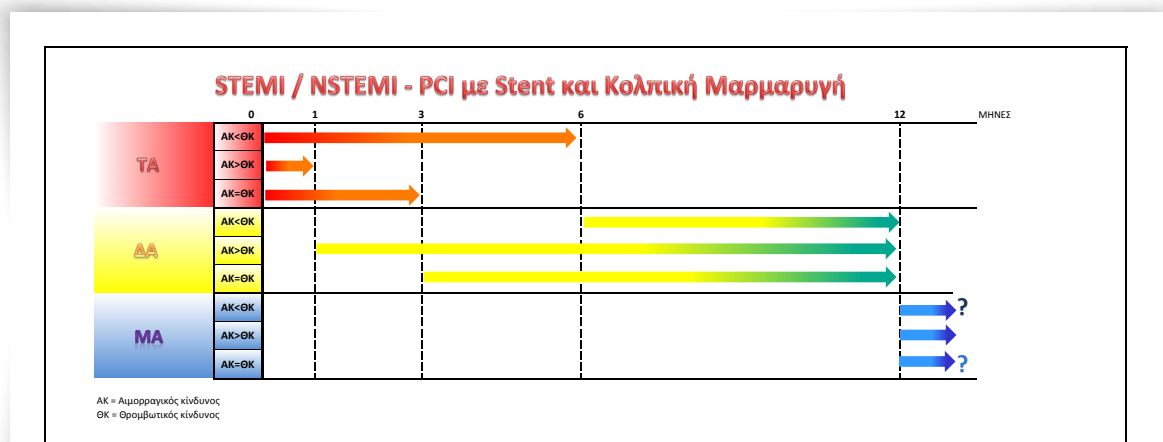 STEMI / NSTEMI - PCI με Stent και Κολπική Μαρμαρυγή
0 1 3 6 12 ΜΗΝΕΣ
ΤΑ
ΑΚ<ΘΚ
ΑΚ>ΘΚ
ΑΚ=ΘΚ
ΔΑ
ΑΚ<ΘΚ
ΑΚ>ΘΚ
ΑΚ=ΘΚ
ΜΑ
ΑΚ<ΘΚ ?
ΑΚ>ΘΚ
ΑΚ=ΘΚ ?
ΑΚ = Αιμορραγικός κίνδυνος
ΘΚ = Θρομβωτικός κίνδυνος